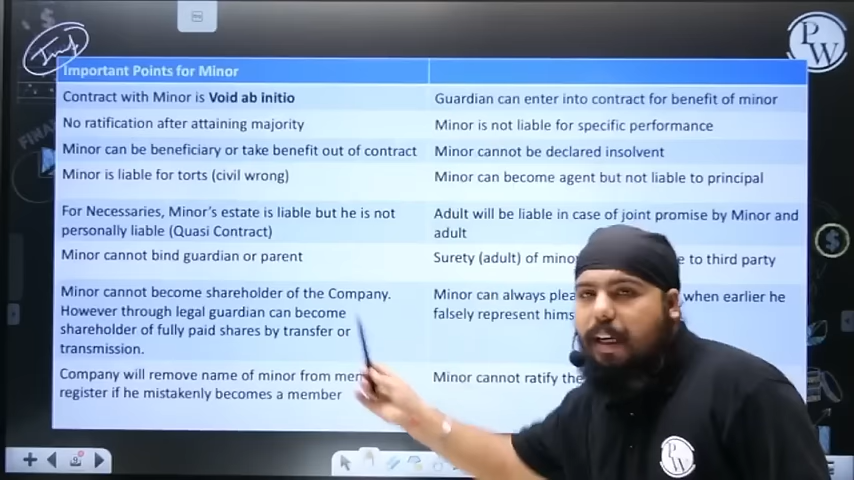 Imp
PW
Important Points for Minor
Contract with Minor is Void ab initio
Guardian can enter into contract for benefit of minor
No ratification after attaining majority
Minor is not liable for specific performance
Minor can be beneficiary or take benefit out of contract
Minor cannot be declared insolvent
Minor is liable for torts (civil wrong)
Minor can become agent but not liable to principal
For Necessaries, Minor's estate is liable but he is not
personally liable (Quasi Contract)
Adult will be liable in case of joint promise by Minor and
adult
Minor cannot bind guardian or parent
Surety (adult) of e to third party
Minor cannot become shareholder of the Company.
However through legal guardian can become
shareholder of fully paid shares by transfer or
transmission.
Minor can always when earlier he
falsely represent
Company will remove name of minor from
register if he mistakenly becomes a member
Minor cannot ratify
PW